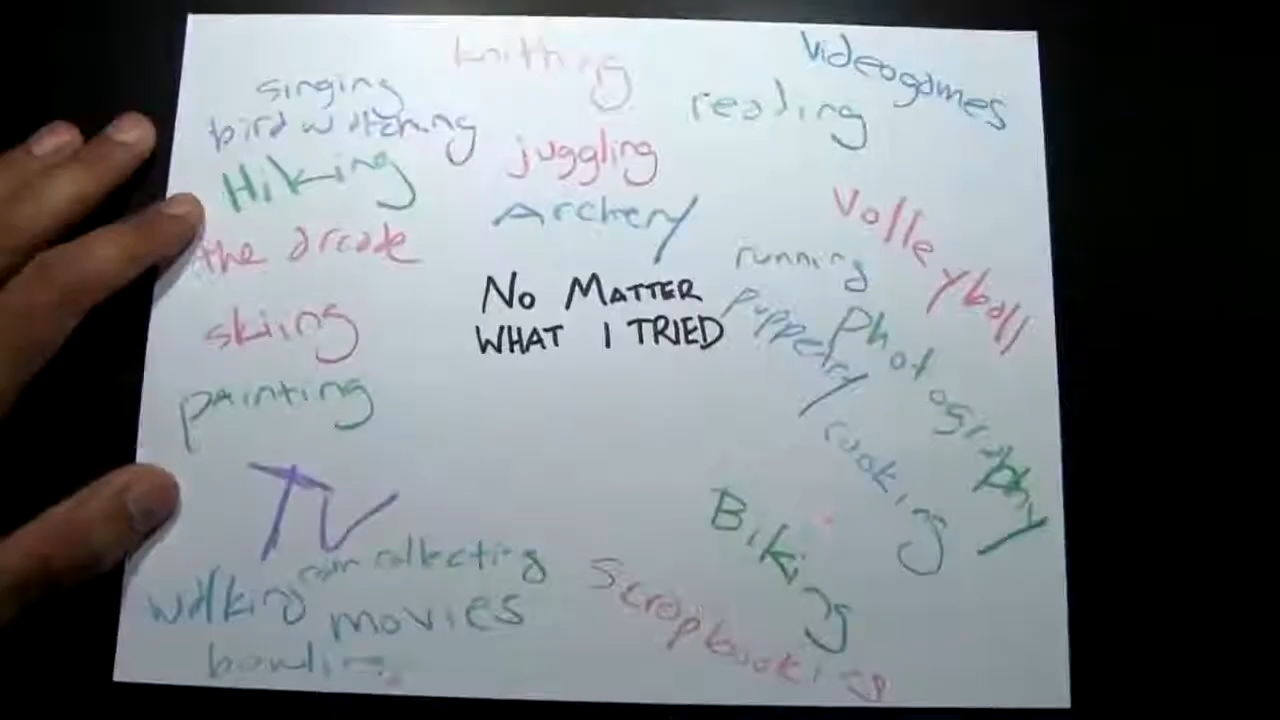 knitting
videogames
singing
reading
bird watching
juggling
Hiking
Archery
Volleyball
the arcade
running
NO MATTER
WHAT I TRIED
puppetry
photography
skiing
painting
cooking
TV
Biking
coin collecting
walking
movies
scrapbooking
bowling